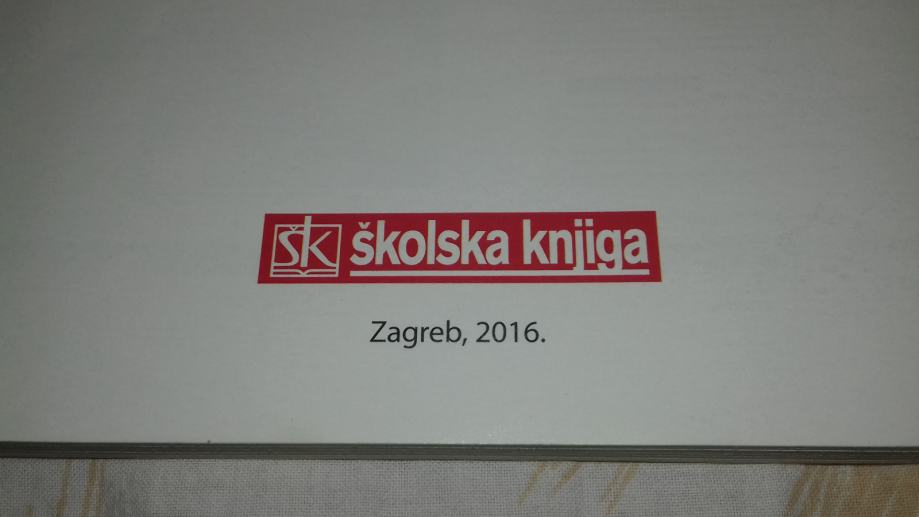 šk školska knjiga
Zagreb, 2016.